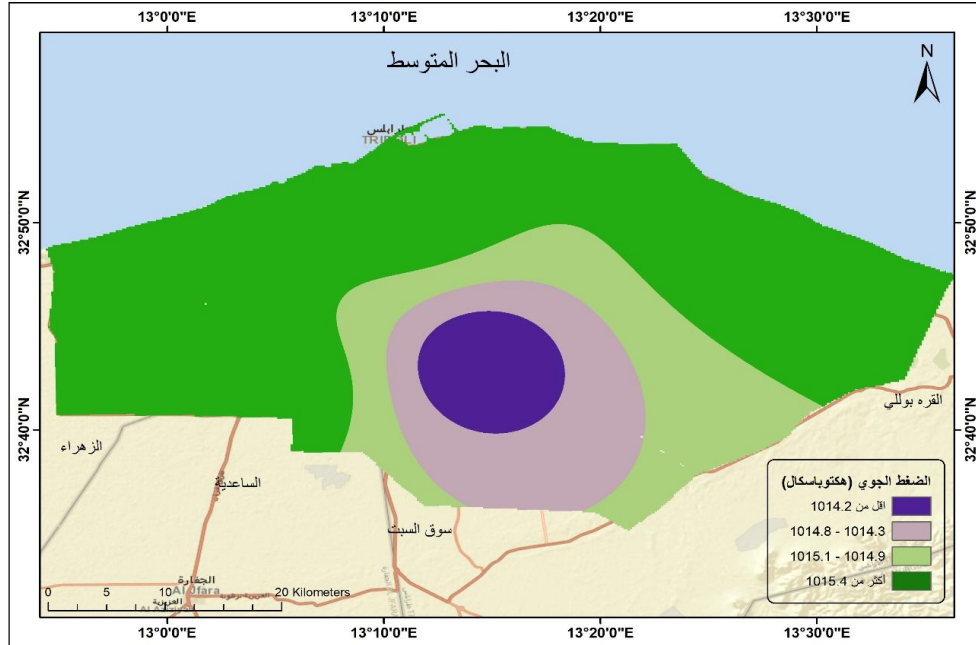 13°0'0"E 13°10'0"E 13°20'0"E 13°30'0"E
البحر المتوسط
N
طرابلس
TRIPOLI
32°50'0"N 32°50'0"N
32°40'0"N 32°40'0"N
القره بوللي
الزهراء
الساعدية
سوق السبت
الضغط الجوي (هكتوباسكال)
اقل من 1014.2
1014.3 - 1014.8
1014.9 - 1015.1
أكثر من 1015.4
الجفارة
Al Jfara
العزيزية
0 5 10 20 Kilometers
13°0'0"E 13°10'0"E 13°20'0"E 13°30'0"E